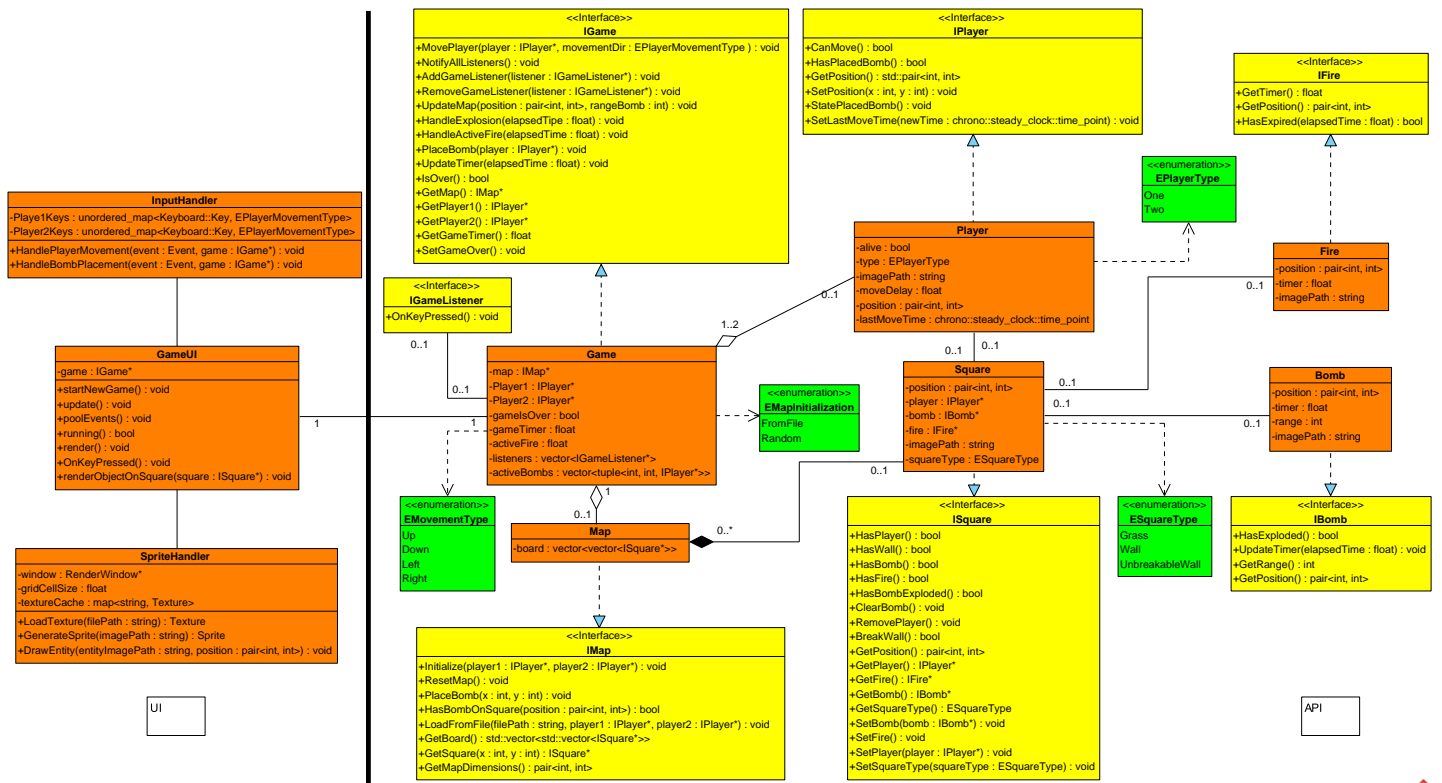 InputHandler
-Playe1Keys : unordered_map<Keyboard::Key, EPlayerMovementType>
-Player2Keys : unordered_map<Keyboard::Key, EPlayerMovementType>
+HandlePlayerMovement(event : Event, game : IGame*) : void
+HandleBombPlacement(event : Event, game : IGame*) : void
GameUI
-game : IGame*
+startNewGame() : void
+update() : void
+poolEvents() : void
+running() : bool
+render() : void
+OnKeyPressed() : void
+renderObjectOnSquare(square : ISquare*) : void
1
1
SpriteHandler
-window : RenderWindow*
-gridCellSize : float
-textureCache : map<string, Texture>
+LoadTexture(filePath : string) : Texture
+GenerateSprite(imagePath : string) : Sprite
+DrawEntity(entityImagePath : string, position : pair<int, int>) : void
UI
<<Interface>>
IGame
+MovePlayer(player : IPlayer*, movementDir : EPlayerMovementType ) : void
+NotifyAllListeners() : void
+AddGameListener(listener : IGameListener*) : void
+RemoveGameListener(listener : IGameListener*) : void
+UpdateMap(position : pair<int, int>, rangeBomb : int) : void
+HandleExplosion(elapsedTipe : float) : void
+HandleActiveFire(elapsedTime : float) : void
+PlaceBomb(player : IPlayer*) : void
+UpdateTimer(elapsedTime : float) : void
+IsOver() : bool
+GetMap() : IMap*
+GetPlayer1() : IPlayer*
+GetPlayer2() : IPlayer*
+GetGameTimer() : float
+SetGameOver() : void
<<Interface>>
IGameListener
+OnKeyPressed() : void
0..1
0..1
Game
-map : IMap*
-Player1 : IPlayer*
-Player2 : IPlayer*
-gameIsOver : bool
-gameTimer : float
-activeFire : float
-listeners : vector<IGameListener*>
-activeBombs : vector<tuple<int, int, IPlayer*>>
1..2
0..1
<<enumeration>>
EMapInitialization
FromFile
Random
<<enumeration>>
EMovementType
Up
Down
Left
Right
1
0..1
Map
-board : vector<vector<ISquare*>>
0..*
0..1
<<Interface>>
IMap
+Initialize(player1 : IPlayer*, player2 : IPlayer*) : void
+ResetMap() : void
+PlaceBomb(x : int, y : int) : void
+HasBombOnSquare(position : pair<int, int>) : bool
+LoadFromFile(filePath : string, player1 : IPlayer*, player2 : IPlayer*) : void
+GetBoard() : std::vector<std::vector<ISquare*>>
+GetSquare(x : int, y : int) : ISquare*
+GetMapDimensions() : pair<int, int>
<<Interface>>
IPlayer
+CanMove() : bool
+HasPlacedBomb() : bool
+GetPosition() : std::pair<int, int>
+SetPosition(x : int, y : int) : void
+StatePlacedBomb() : void
+SetLastMoveTime(newTime : chrono::steady_clock::time_point) : void
<<Interface>>
IFire
+GetTimer() : float
+GetPosition() : pair<int, int>
+HasExpired(elapsedTime : float) : bool
<<enumeration>>
EPlayerType
One
Two
Player
-alive : bool
-type : EPlayerType
-imagePath : string
-moveDelay : float
-position : pair<int, int>
-lastMoveTime : chrono::steady_clock::time_point
Fire
-position : pair<int, int>
-timer : float
-imagePath : string
0..1
0..1
0..1
0..1
Square
-position : pair<int, int>
-player : IPlayer*
-bomb : IBomb*
-fire : IFire*
-imagePath : string
-squareType : ESquareType
0..1
0..1
Bomb
-position : pair<int, int>
-timer : float
-range : int
-imagePath : string
<<Interface>>
ISquare
+HasPlayer() : bool
+HasWall() : bool
+HasBomb() : bool
+HasFire() : bool
+HasBombExploded() : bool
+ClearBomb() : void
+RemovePlayer() : void
+BreakWall() : bool
+GetPosition() : pair<int, int>
+GetPlayer() : IPlayer*
+GetFire() : IFire*
+GetBomb() : IBomb*
+GetSquareType() : ESquareType
+SetBomb(bomb : IBomb*) : void
+SetFire() : void
+SetPlayer(player : IPlayer*) : void
+SetSquareType(squareType : ESquareType) : void
<<enumeration>>
ESquareType
Grass
Wall
UnbreakableWall
<<Interface>>
IBomb
+HasExploded() : bool
+UpdateTimer(elapsedTime : float) : void
+GetRange() : int
+GetPosition() : pair<int, int>
API